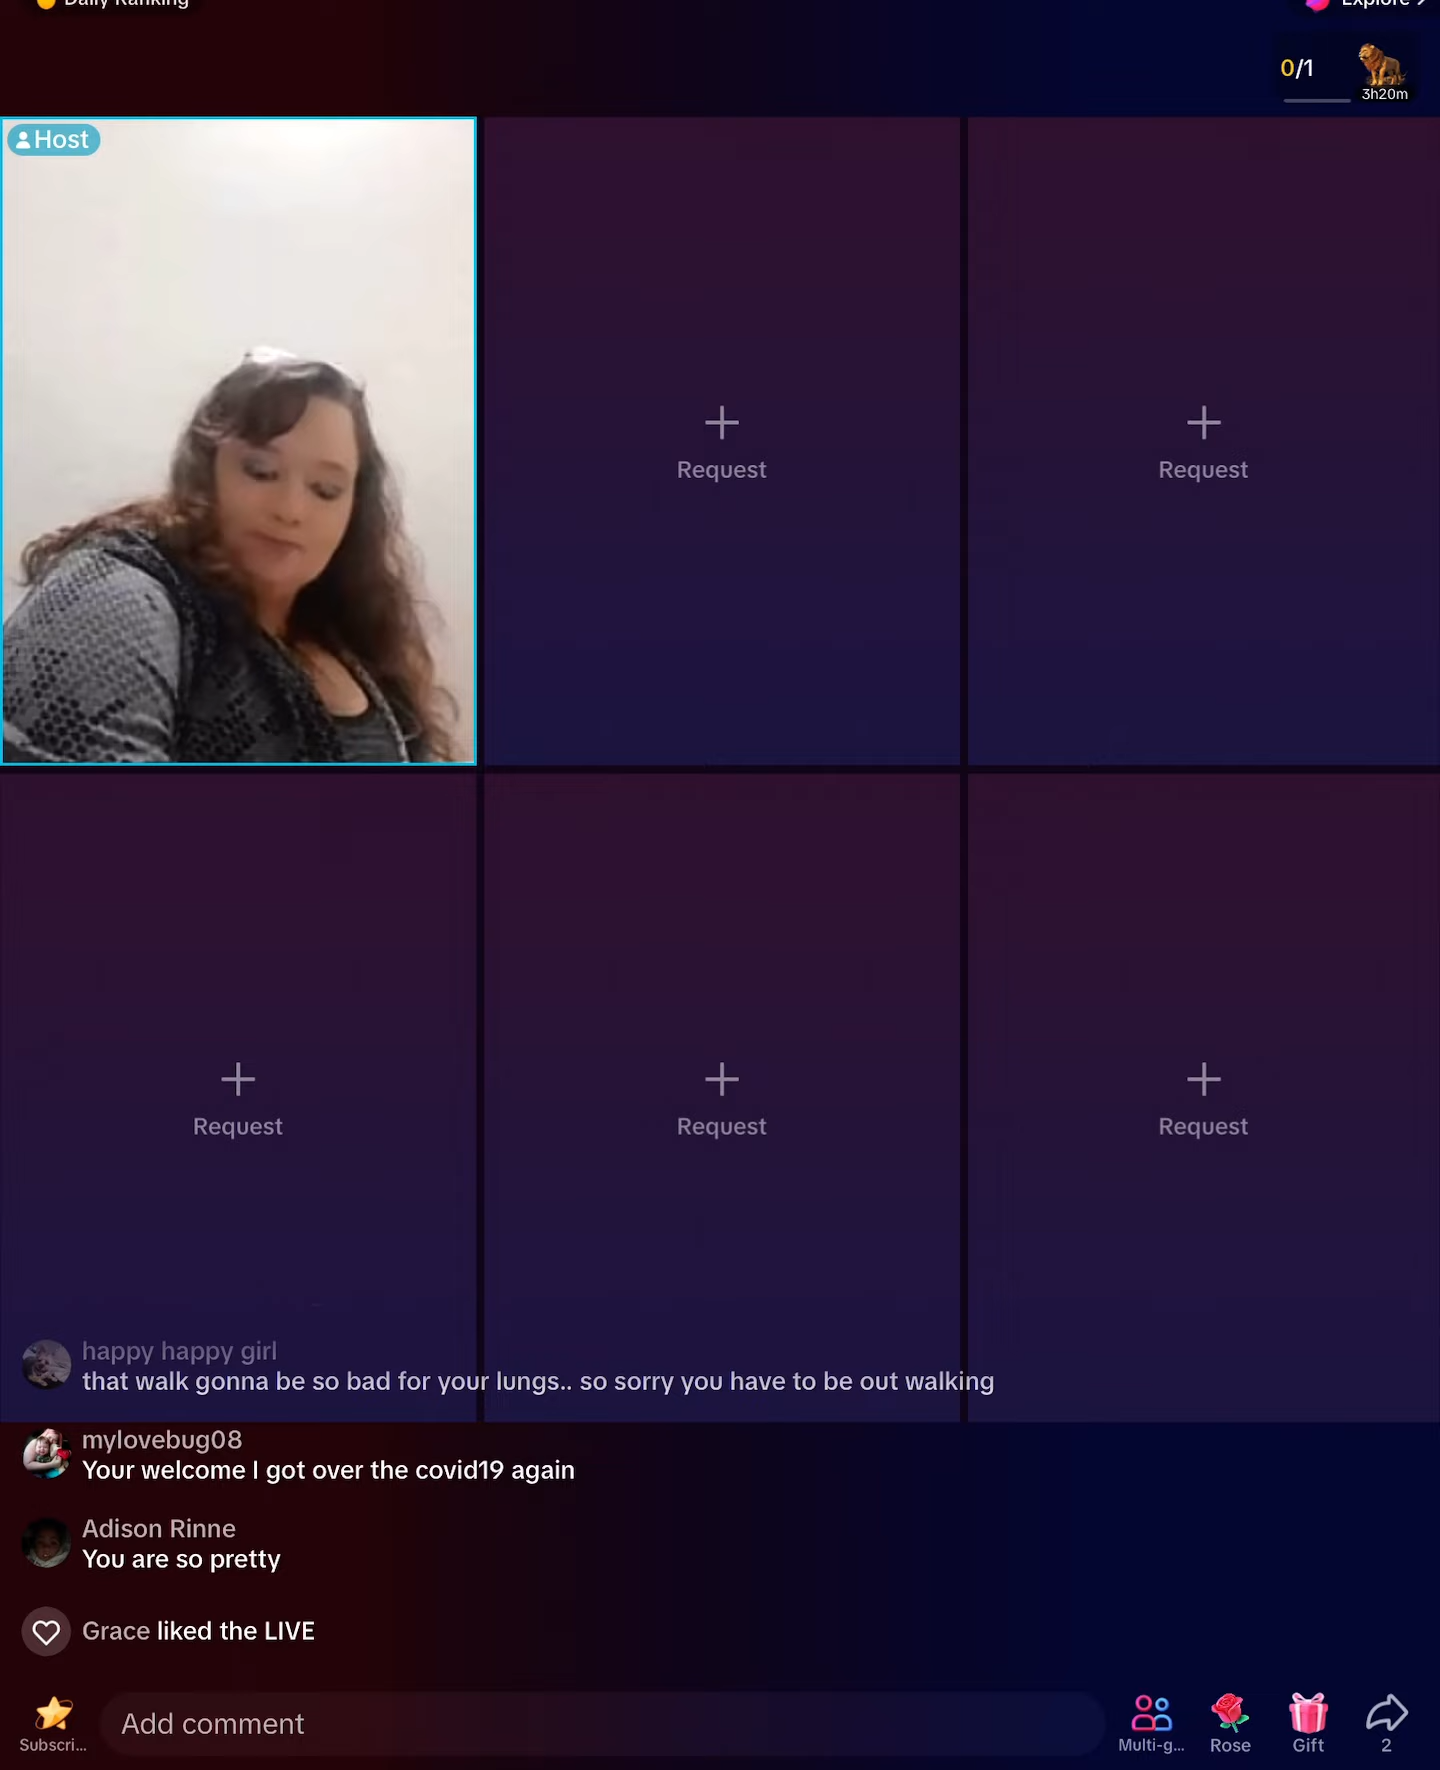 Daily Ranking
Explore >
0/1
3h20m
Host
+
Request
+
Request
+
Request
+
Request
+
Request
happy happy girl
that walk gonna be so bad for your lungs.. so sorry you have to be out walking
mylovebug08
Your welcome I got over the covid19 again
Adison Rinne
You are so pretty
Grace liked the LIVE
Subscri...
Add comment
Multi-g...
Rose
Gift
2